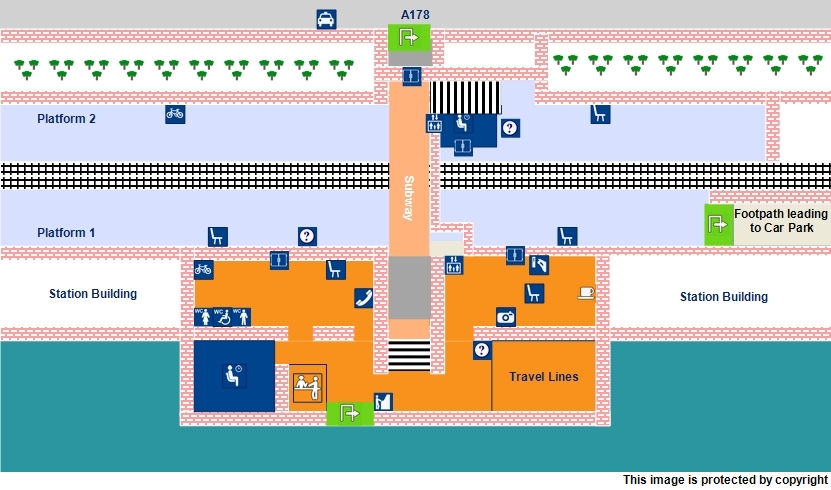 A178
Platform 2
Subway
Platform 1
Footpath leading
to Car Park
Station Building
Station Building
WC
WC
Travel Lines
This image is protected by copyright